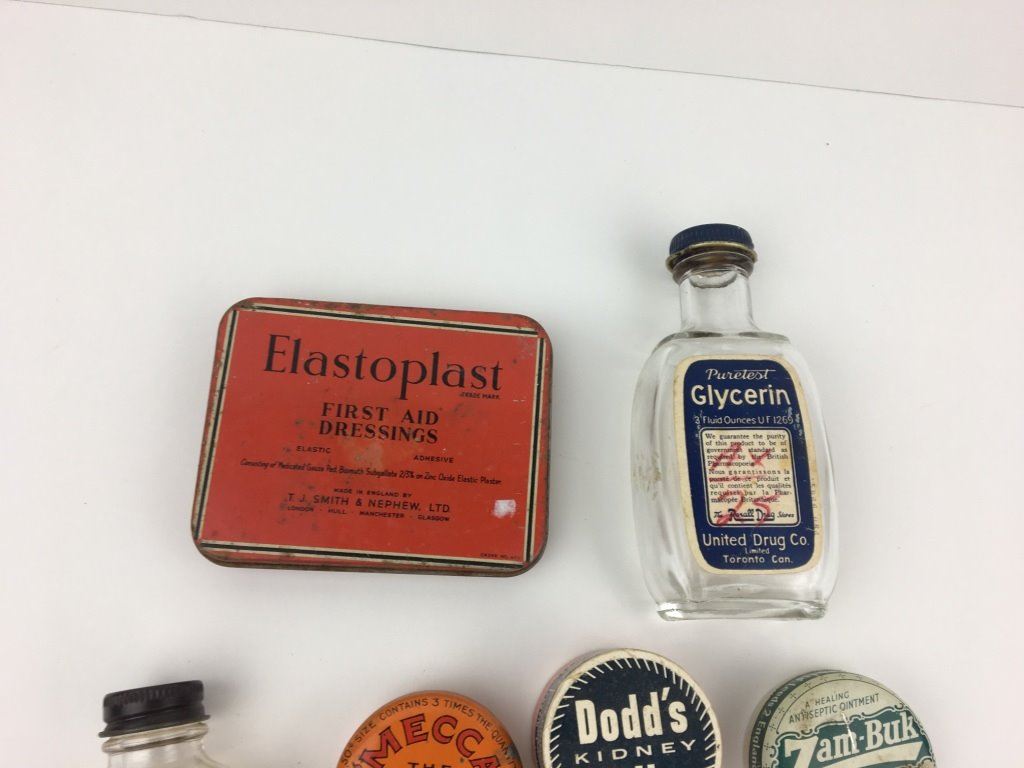 Elastoplast
TRADE MARK
FIRST AID
DRESSINGS
ELASTIC ADHESIVE
Consisting of Medicated Gauze Pad. Bismuth Subgallate 2/3% on Zinc Oxide Elastic Plaster
MADE IN ENGLAND BY
T. J. SMITH & NEPHEW, LTD.
LONDON - HULL - MANCHESTER - GLASGOW
Puretest
Glycerin
3 Fluid Ounces U F 1269
We guarantee the purity
of this product to be of
government standard as
required by the British
Pharmacopoeia
Nous garantissons la
pureté de ce produit et
qu'il contient les qualités
requises par la Phar-
macopée Britannique.
The Rexall Drug Stores
United Drug Co.
Limited
Toronto Can.
50¢ SIZE CONTAINS 3 TIMES THE QUANT
MECCA
THE
Dodd's
KIDNEY
A HEALING
ANTISEPTIC OINTMENT
Zam-Buk